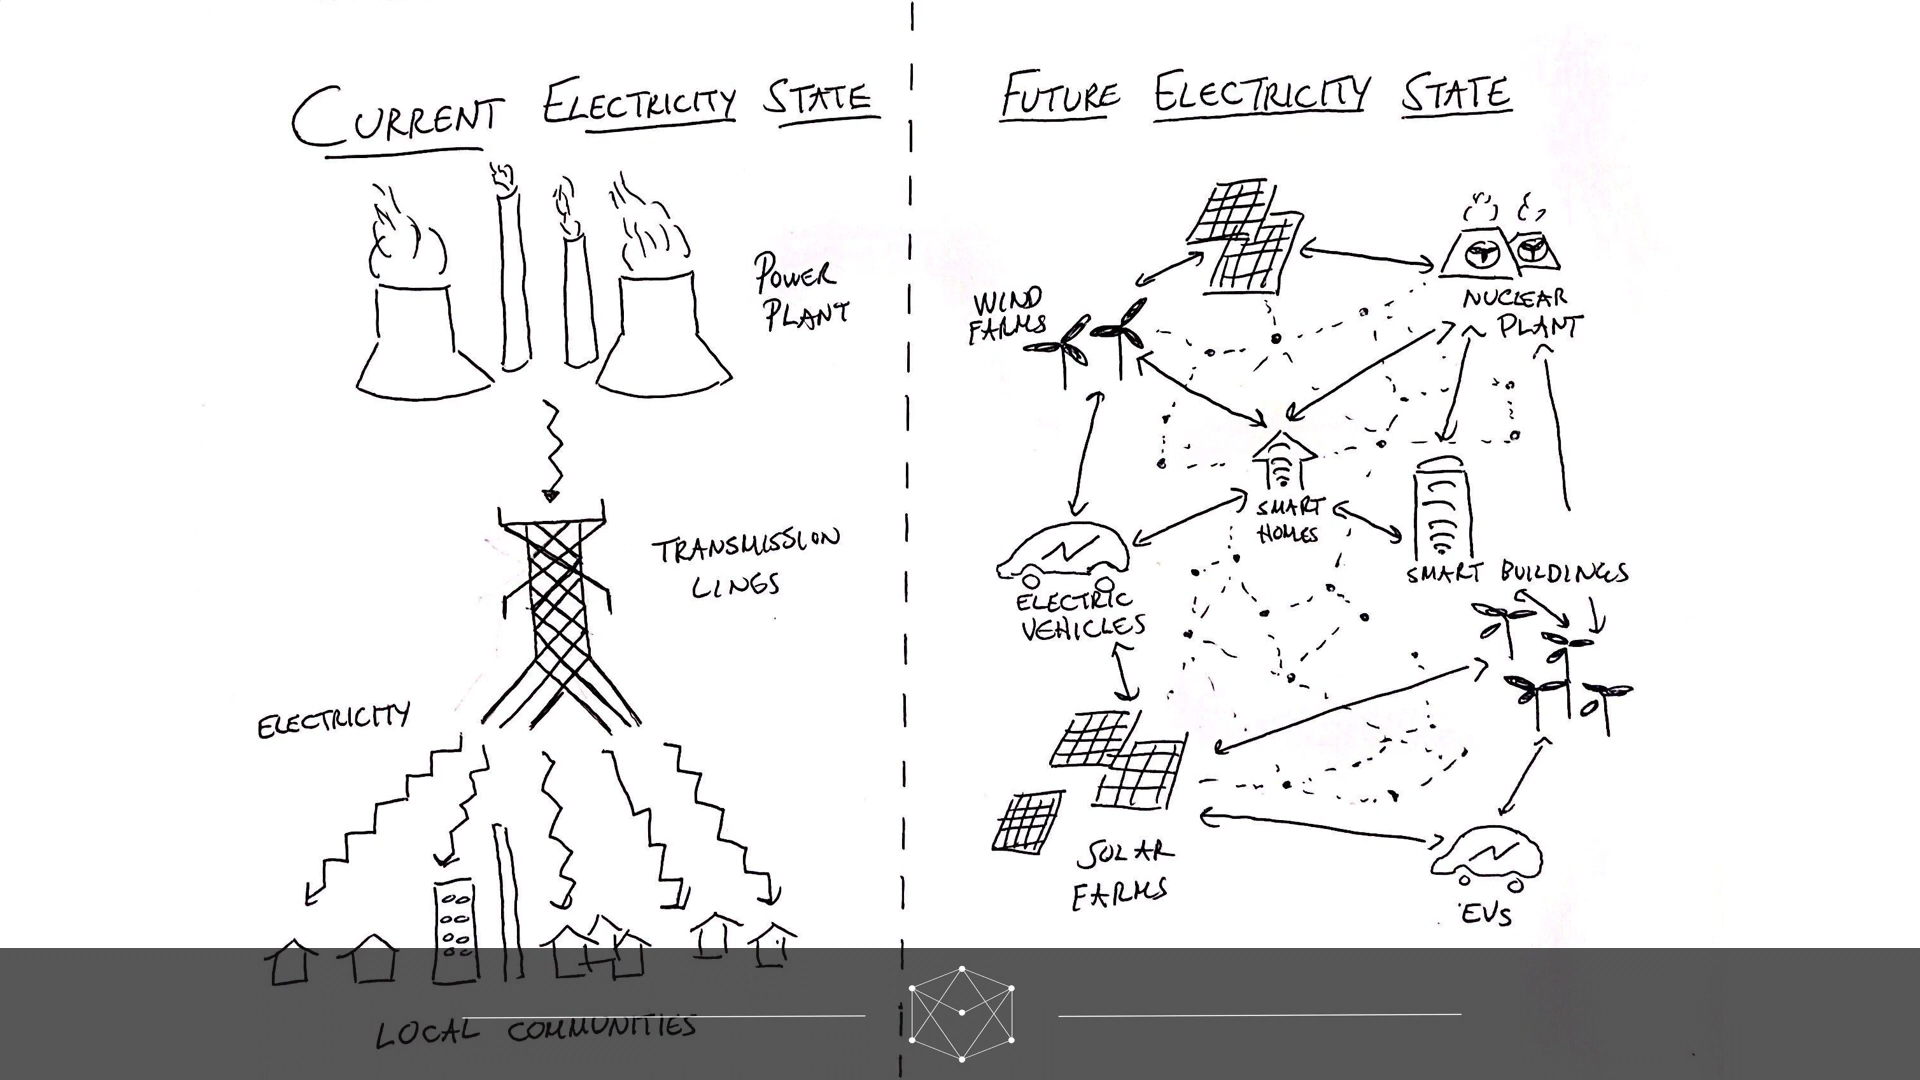 CURRENT ELECTRICITY STATE
POWER
PLANT
TRANSMISSION
LINES
ELECTRICITY
LOCAL COMMUNITIES
FUTURE ELECTRICITY STATE
WIND
FARMS
NUCLEAR
PLANT
SMART
HOMES
SMART BUILDINGS
ELECTRIC
VEHICLES
SOLAR
FARMS
EVS